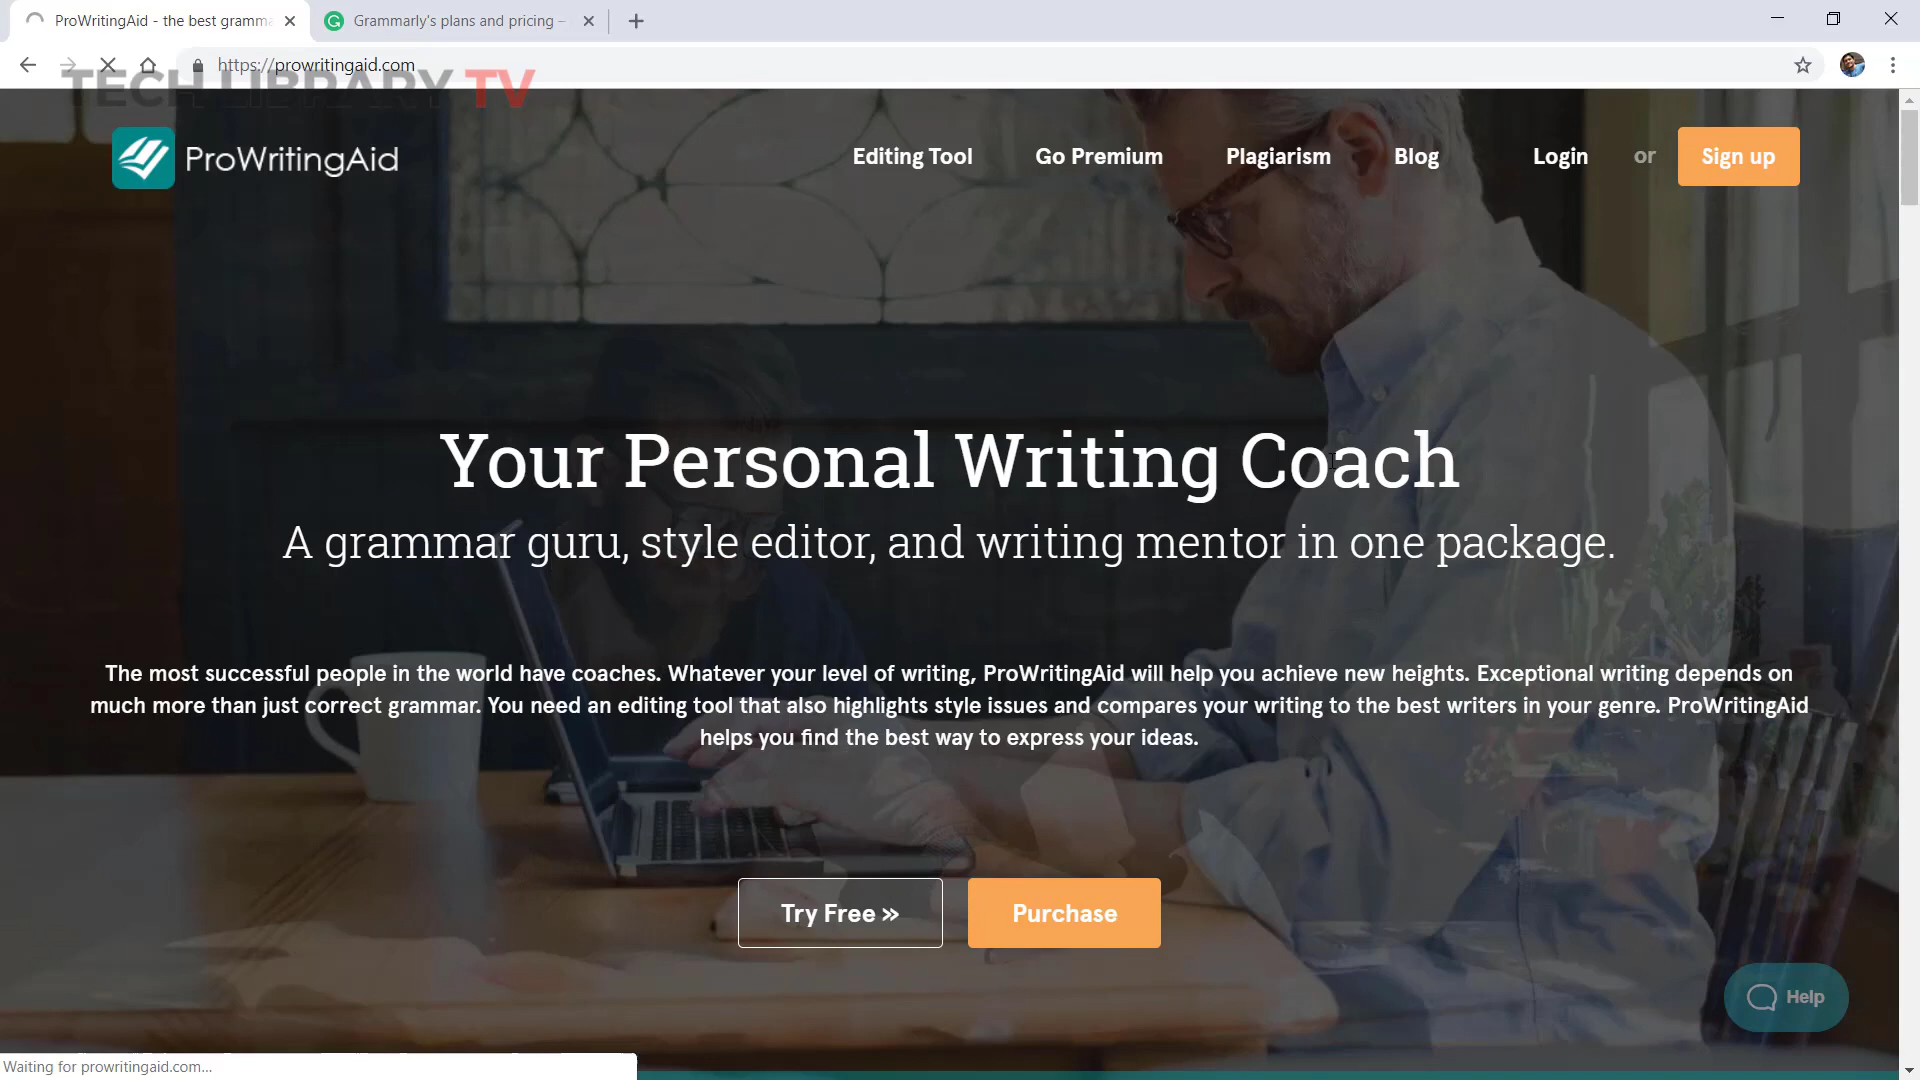 ProWritingAid - the best gramma
Grammarly's plans and pricing –
https://prowritingaid.com
TECH LIBRARY TV
ProWritingAid
Editing Tool
Go Premium
Plagiarism
Blog
Login
or
Sign up
Your Personal Writing Coach
A grammar guru, style editor, and writing mentor in one package.
The most successful people in the world have coaches. Whatever your level of writing, ProWritingAid will help you achieve new heights. Exceptional writing depends on
much more than just correct grammar. You need an editing tool that also highlights style issues and compares your writing to the best writers in your genre. ProWritingAid
helps you find the best way to express your ideas.
Try Free »
Purchase
Help
Waiting for prowritingaid.com...